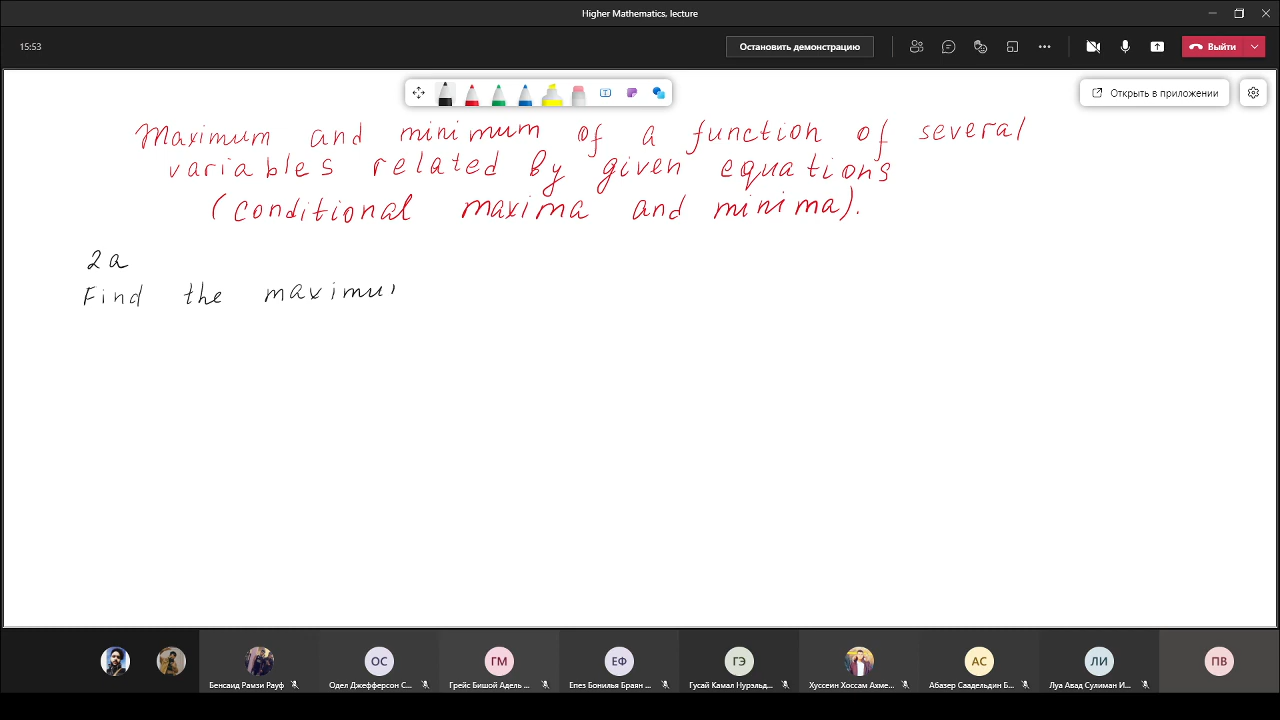 Higher Mathematics, lecture
15:53
Остановить демонстрацию
Выйти
Открыть в приложении
Maximum and minimum of a function of several
variables related by given equations
(conditional maxima and minima).
2a
Find the maximu
Бенсаид Рамзи Рауф
ОС
Одел Джефферсон С...
ГМ
Грейс Бишой Адель ...
ЕФ
Епез Бонилья Браян ...
ГЭ
Гусай Камал Нурэльд...
Хуссеин Хоссам Ахме...
АС
Абазер Саадельдин Б...
ЛИ
Луа Авад Сулиман И...
ПВ